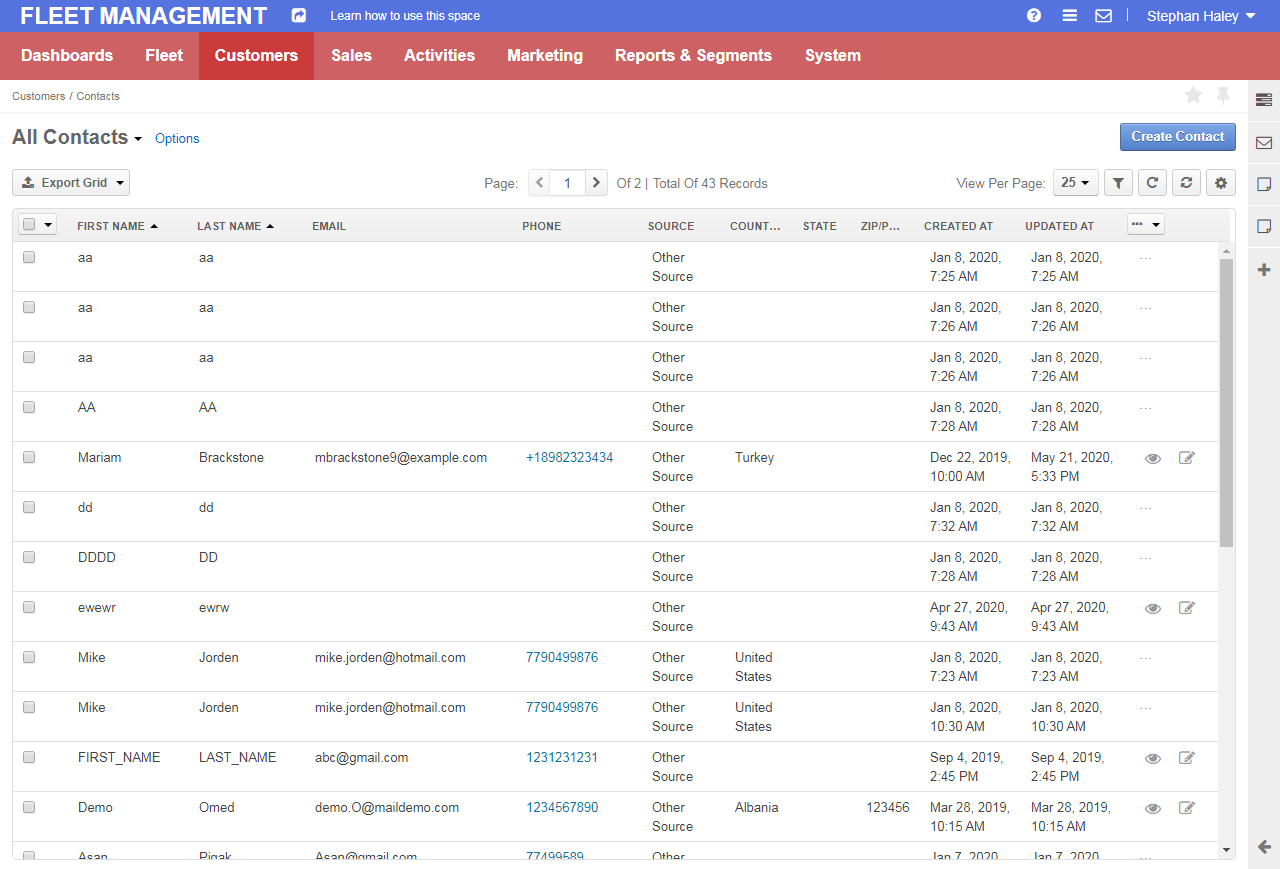 FLEET MANAGEMENT Learn how to use this space Stephan Haley
Dashboards Fleet Customers Sales Activities Marketing Reports & Segments System
Customers / Contacts
All Contacts Options Create Contact
Export Grid Page: 1 Of 2 | Total Of 43 Records View Per Page: 25
FIRST NAME LAST NAME EMAIL PHONE SOURCE COUNT... STATE ZIP/P... CREATED AT UPDATED AT
aa aa Other Jan 8, 2020, Jan 8, 2020, ...
Source 7:25 AM 7:25 AM
aa aa Other Jan 8, 2020, Jan 8, 2020, ...
Source 7:26 AM 7:26 AM
aa aa Other Jan 8, 2020, Jan 8, 2020, ...
Source 7:26 AM 7:26 AM
AA AA Other Jan 8, 2020, Jan 8, 2020, ...
Source 7:28 AM 7:28 AM
Mariam Brackstone mbrackstone9@example.com +18982323434 Other Turkey Dec 22, 2019, May 21, 2020,
Source 10:00 AM 5:33 PM
dd dd Other Jan 8, 2020, Jan 8, 2020, ...
Source 7:32 AM 7:32 AM
DDDD DD Other Jan 8, 2020, Jan 8, 2020, ...
Source 7:28 AM 7:28 AM
ewewr ewrw Other Apr 27, 2020, Apr 27, 2020,
Source 9:43 AM 9:43 AM
Mike Jorden mike.jorden@hotmail.com 7790499876 Other United Jan 8, 2020, Jan 8, 2020, ...
Source States 7:23 AM 7:23 AM
Mike Jorden mike.jorden@hotmail.com 7790499876 Other United Jan 8, 2020, Jan 8, 2020, ...
Source States 10:30 AM 10:30 AM
FIRST_NAME LAST_NAME abc@gmail.com 1231231231 Other Sep 4, 2019, Sep 4, 2019,
Source 2:45 PM 2:45 PM
Demo Omed demo.O@maildemo.com 1234567890 Other Albania 123456 Mar 28, 2019, Mar 28, 2019,
Source 10:15 AM 10:15 AM
Asan Pigak Asan@gmail.com 77499589 Other Jan 7, 2020, Jan 7, 2020,